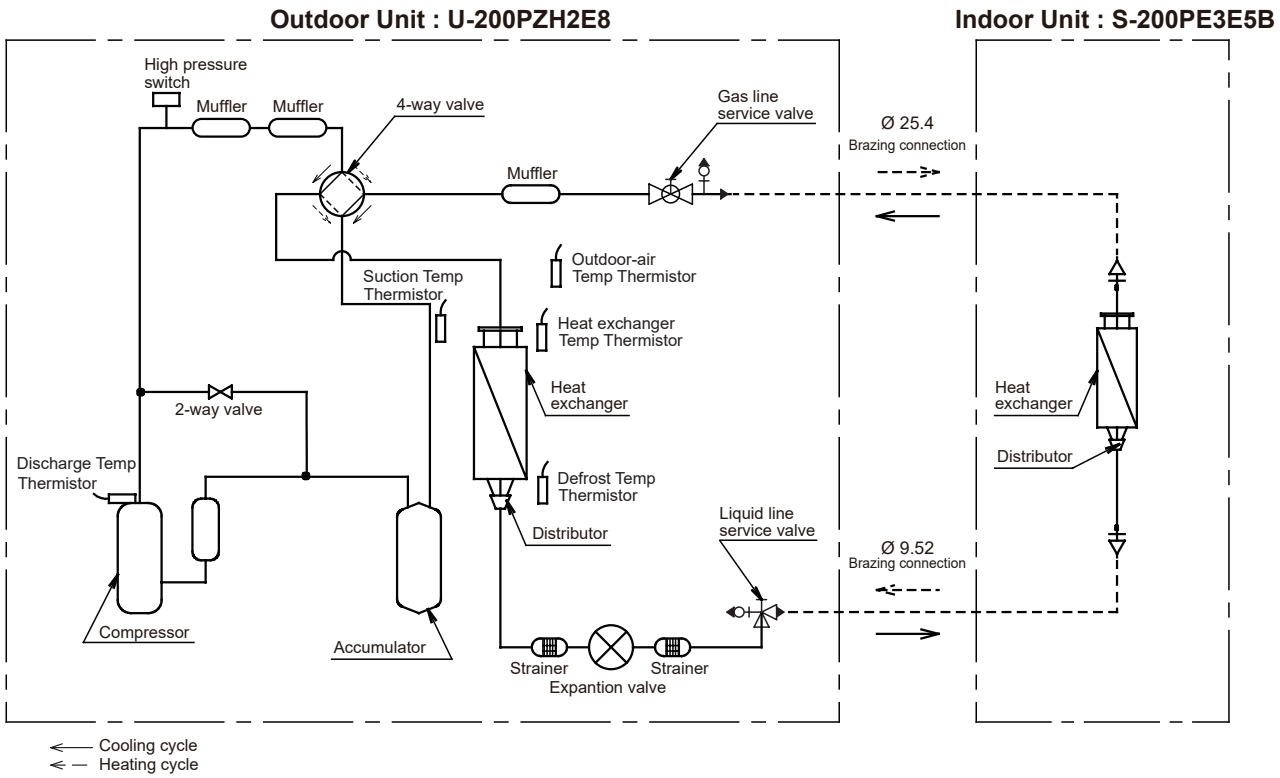 Outdoor Unit : U-200PZH2E8
Indoor Unit : S-200PE3E5B
High pressure
switch
Muffler
Muffler
4-way valve
Gas line
service valve
Ø 25.4
Brazing connection
Muffler
Outdoor-air
Temp Thermistor
Suction Temp
Thermistor
Heat exchanger
Temp Thermistor
Heat
exchanger
2-way valve
Heat
exchanger
Distributor
Discharge Temp
Thermistor
Defrost Temp
Thermistor
Distributor
Liquid line
service valve
Ø 9.52
Brazing connection
Compressor
Accumulator
Strainer
Strainer
Expantion valve
Cooling cycle
Heating cycle